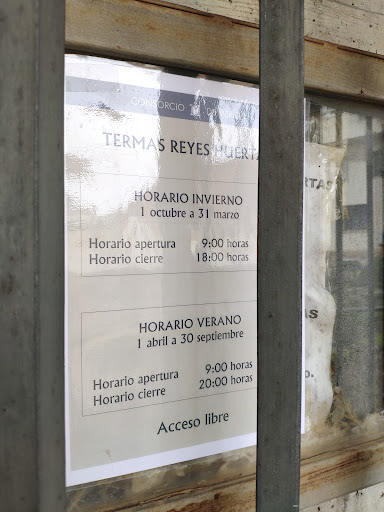 CONSORCIO
TERMAS REYES HUERTAS
HORARIO INVIERNO
1 octubre a 31 marzo
Horario apertura 9:00 horas
Horario cierre 18:00 horas
HORARIO VERANO
1 abril a 30 septiembre
Horario apertura 9:00 horas
Horario cierre 20:00 horas
Acceso libre